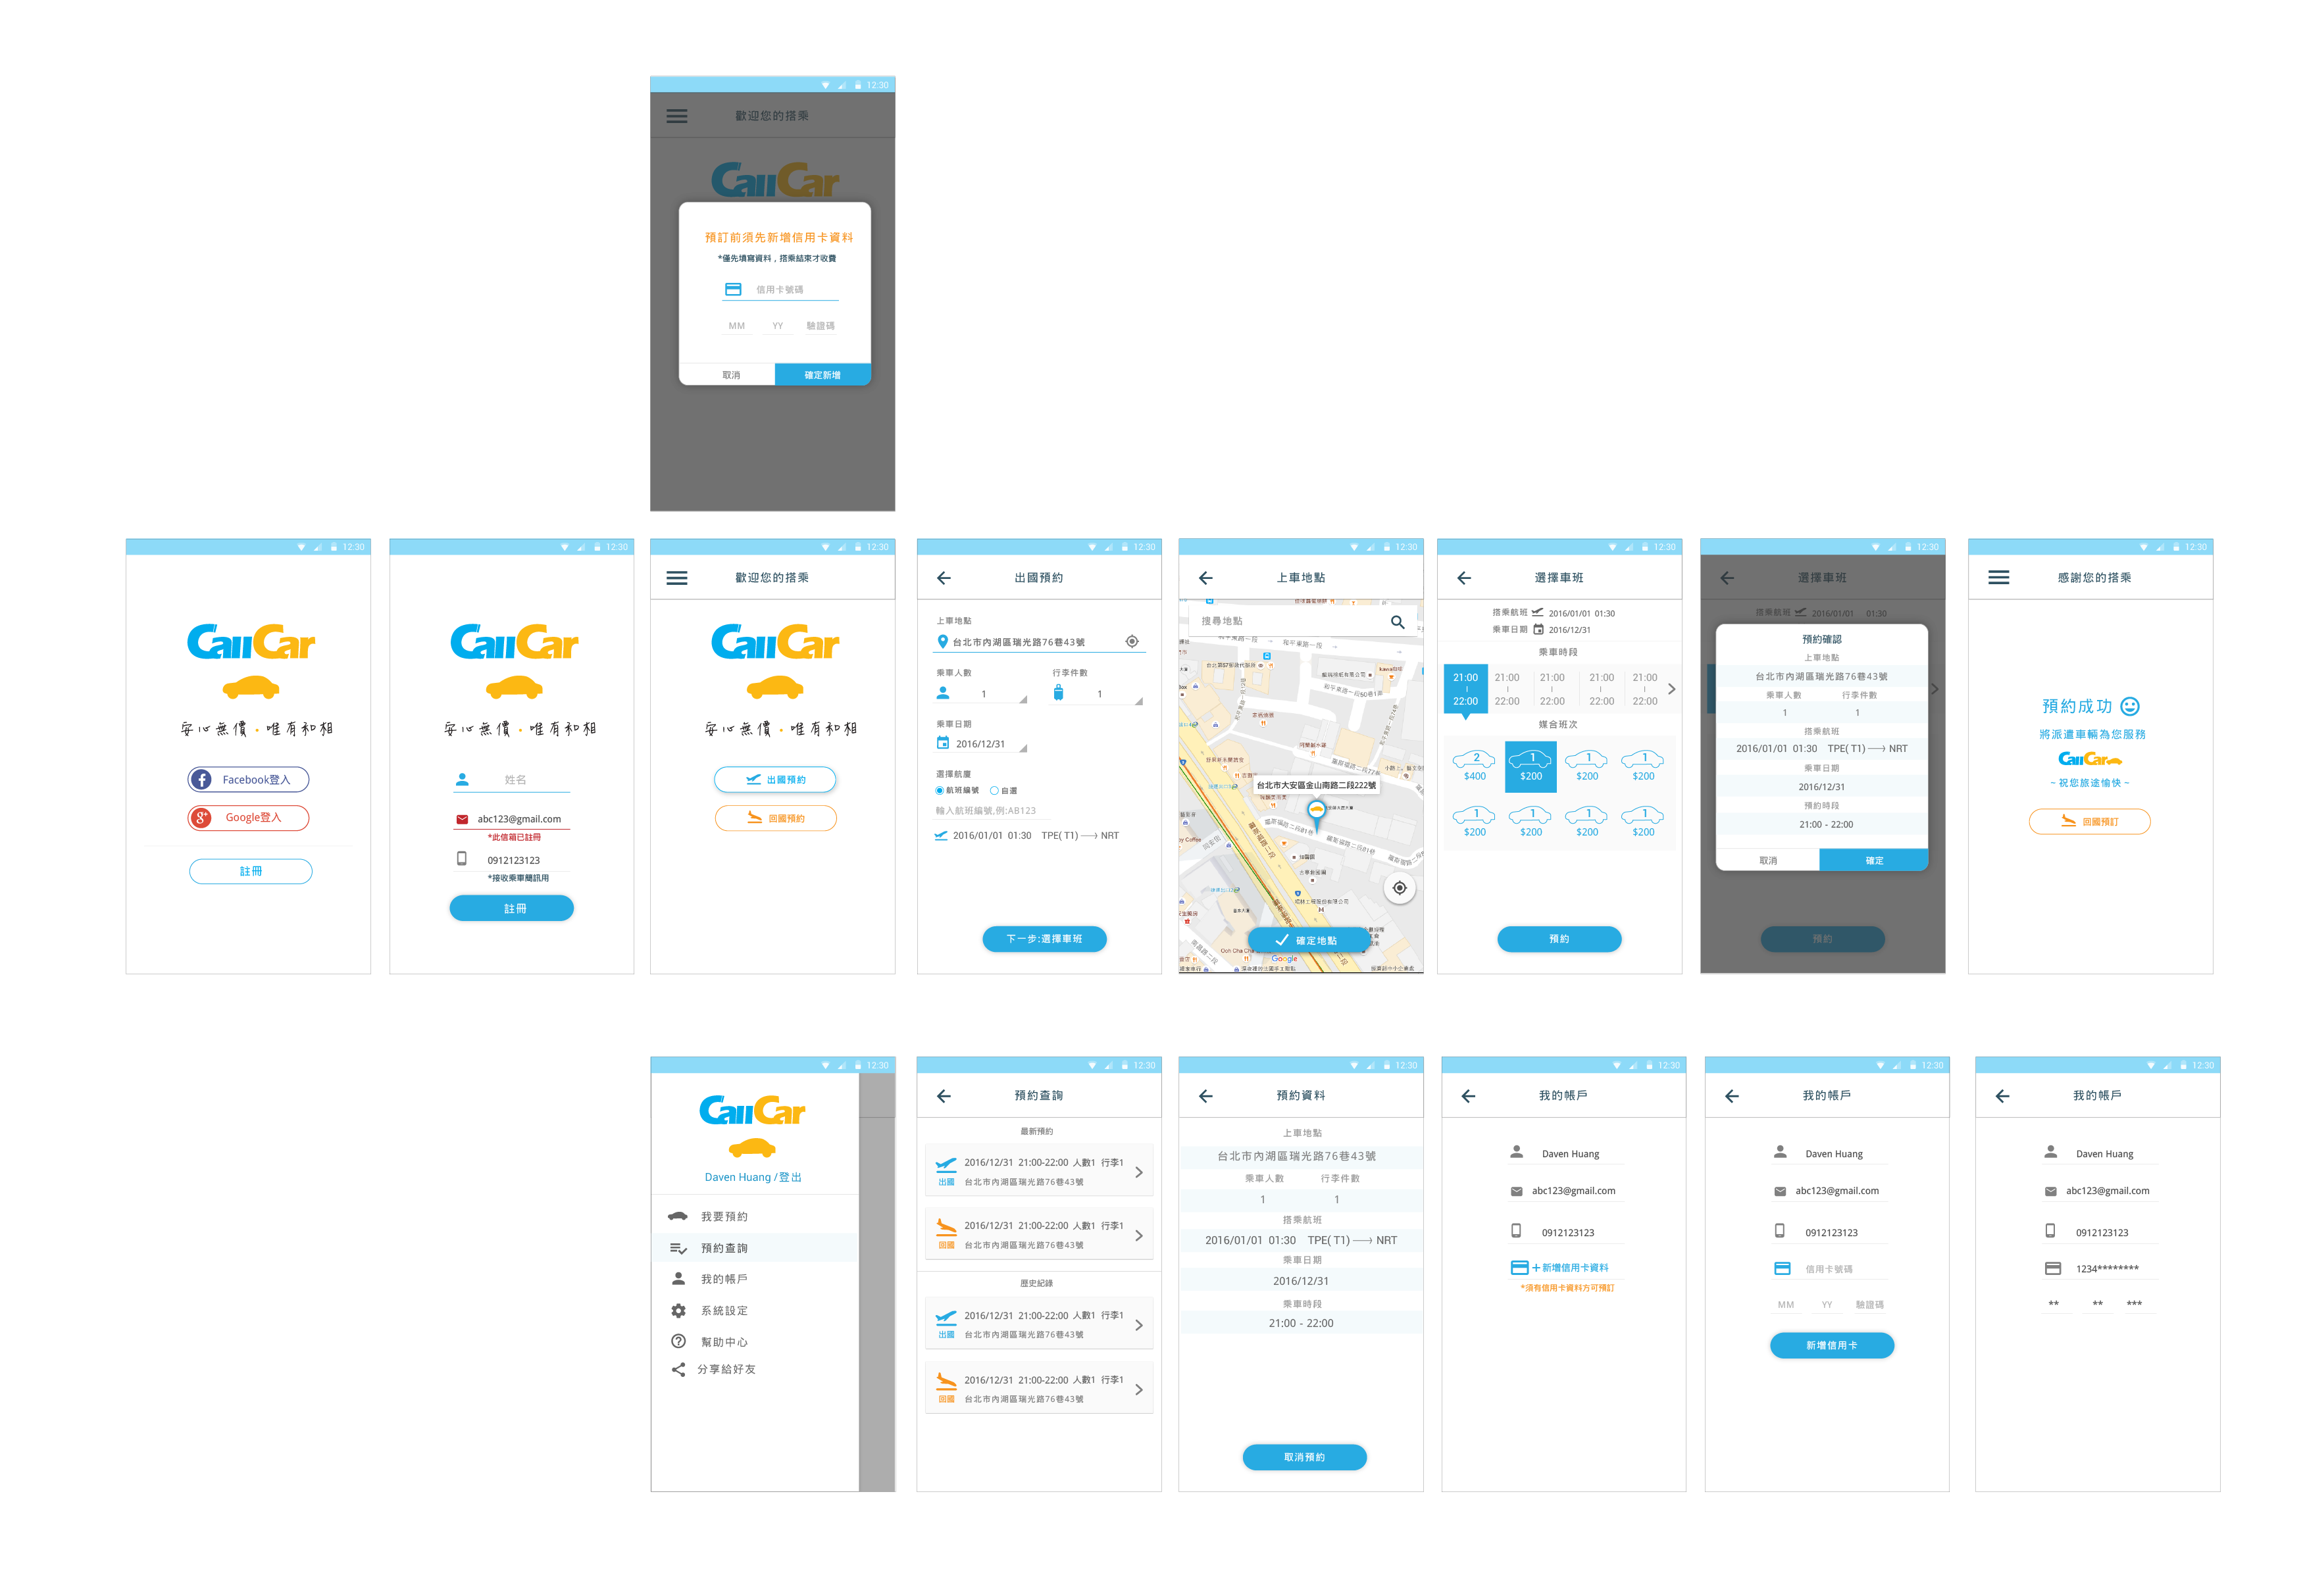 12:30
歡迎您的搭乘
CallCar
預訂前須先新增信用卡資料
*僅先填寫資料，搭乘結束才收費
信用卡號碼
MM YY 驗證碼
取消 確定新增
12:30
CallCar
安心無價・唯有和相
Facebook登入
Google登入
註冊
12:30
CallCar
安心無價・唯有和相
姓名
abc123@gmail.com
*此信箱已註冊
0912123123
*接收乘車簡訊用
註冊
12:30
歡迎您的搭乘
CallCar
安心無價・唯有和相
出國預約
回國預約
12:30
出國預約
上車地點
台北市內湖區瑞光路76巷43號
乘車人數 行李件數
1 1
乘車日期
2016/12/31
選擇航廈
航班編號 自選
輸入航班編號,例:AB123
2016/01/01 01:30 TPE( T1) → NRT
下一步:選擇車班
12:30
上車地點
搜尋地點
和平東路一段
台北市大安區金山南路二段222號
羅斯福路二段
確定地點
Google
12:30
選擇車班
搭乘航班 2016/01/01 01:30
乘車日期 2016/12/31
乘車時段
21:00 21:00 21:00 21:00 21:00
22:00 22:00 22:00 22:00 22:00
媒合班次
2 1 1 1
$400 $200 $200 $200
1 1 1 1
$200 $200 $200 $200
預約
12:30
選擇車班
搭乘航班 2016/01/01 01:30
預約確認
上車地點
台北市內湖區瑞光路76巷43號
乘車人數 行李件數
1 1
搭乘航班
2016/01/01 01:30 TPE( T1) → NRT
乘車日期
2016/12/31
預約時段
21:00 - 22:00
取消 確定
預約
12:30
感謝您的搭乘
預約成功
將派遣車輛為您服務
CallCar
~ 祝您旅途愉快 ~
回國預訂
12:30
CallCar
Daven Huang /登出
我要預約
預約查詢
我的帳戶
系統設定
幫助中心
分享給好友
12:30
預約查詢
最新預約
2016/12/31 21:00-22:00 人數1 行李1
出國 台北市內湖區瑞光路76巷43號
2016/12/31 21:00-22:00 人數1 行李1
回國 台北市內湖區瑞光路76巷43號
歷史紀錄
2016/12/31 21:00-22:00 人數1 行李1
出國 台北市內湖區瑞光路76巷43號
2016/12/31 21:00-22:00 人數1 行李1
回國 台北市內湖區瑞光路76巷43號
12:30
預約資料
上車地點
台北市內湖區瑞光路76巷43號
乘車人數 行李件數
1 1
搭乘航班
2016/01/01 01:30 TPE( T1) → NRT
乘車日期
2016/12/31
乘車時段
21:00 - 22:00
取消預約
12:30
我的帳戶
Daven Huang
abc123@gmail.com
0912123123
+新增信用卡資料
*須有信用卡資料方可預訂
12:30
我的帳戶
Daven Huang
abc123@gmail.com
0912123123
信用卡號碼
MM YY 驗證碼
新增信用卡
12:30
我的帳戶
Daven Huang
abc123@gmail.com
0912123123
1234********
** ** ***